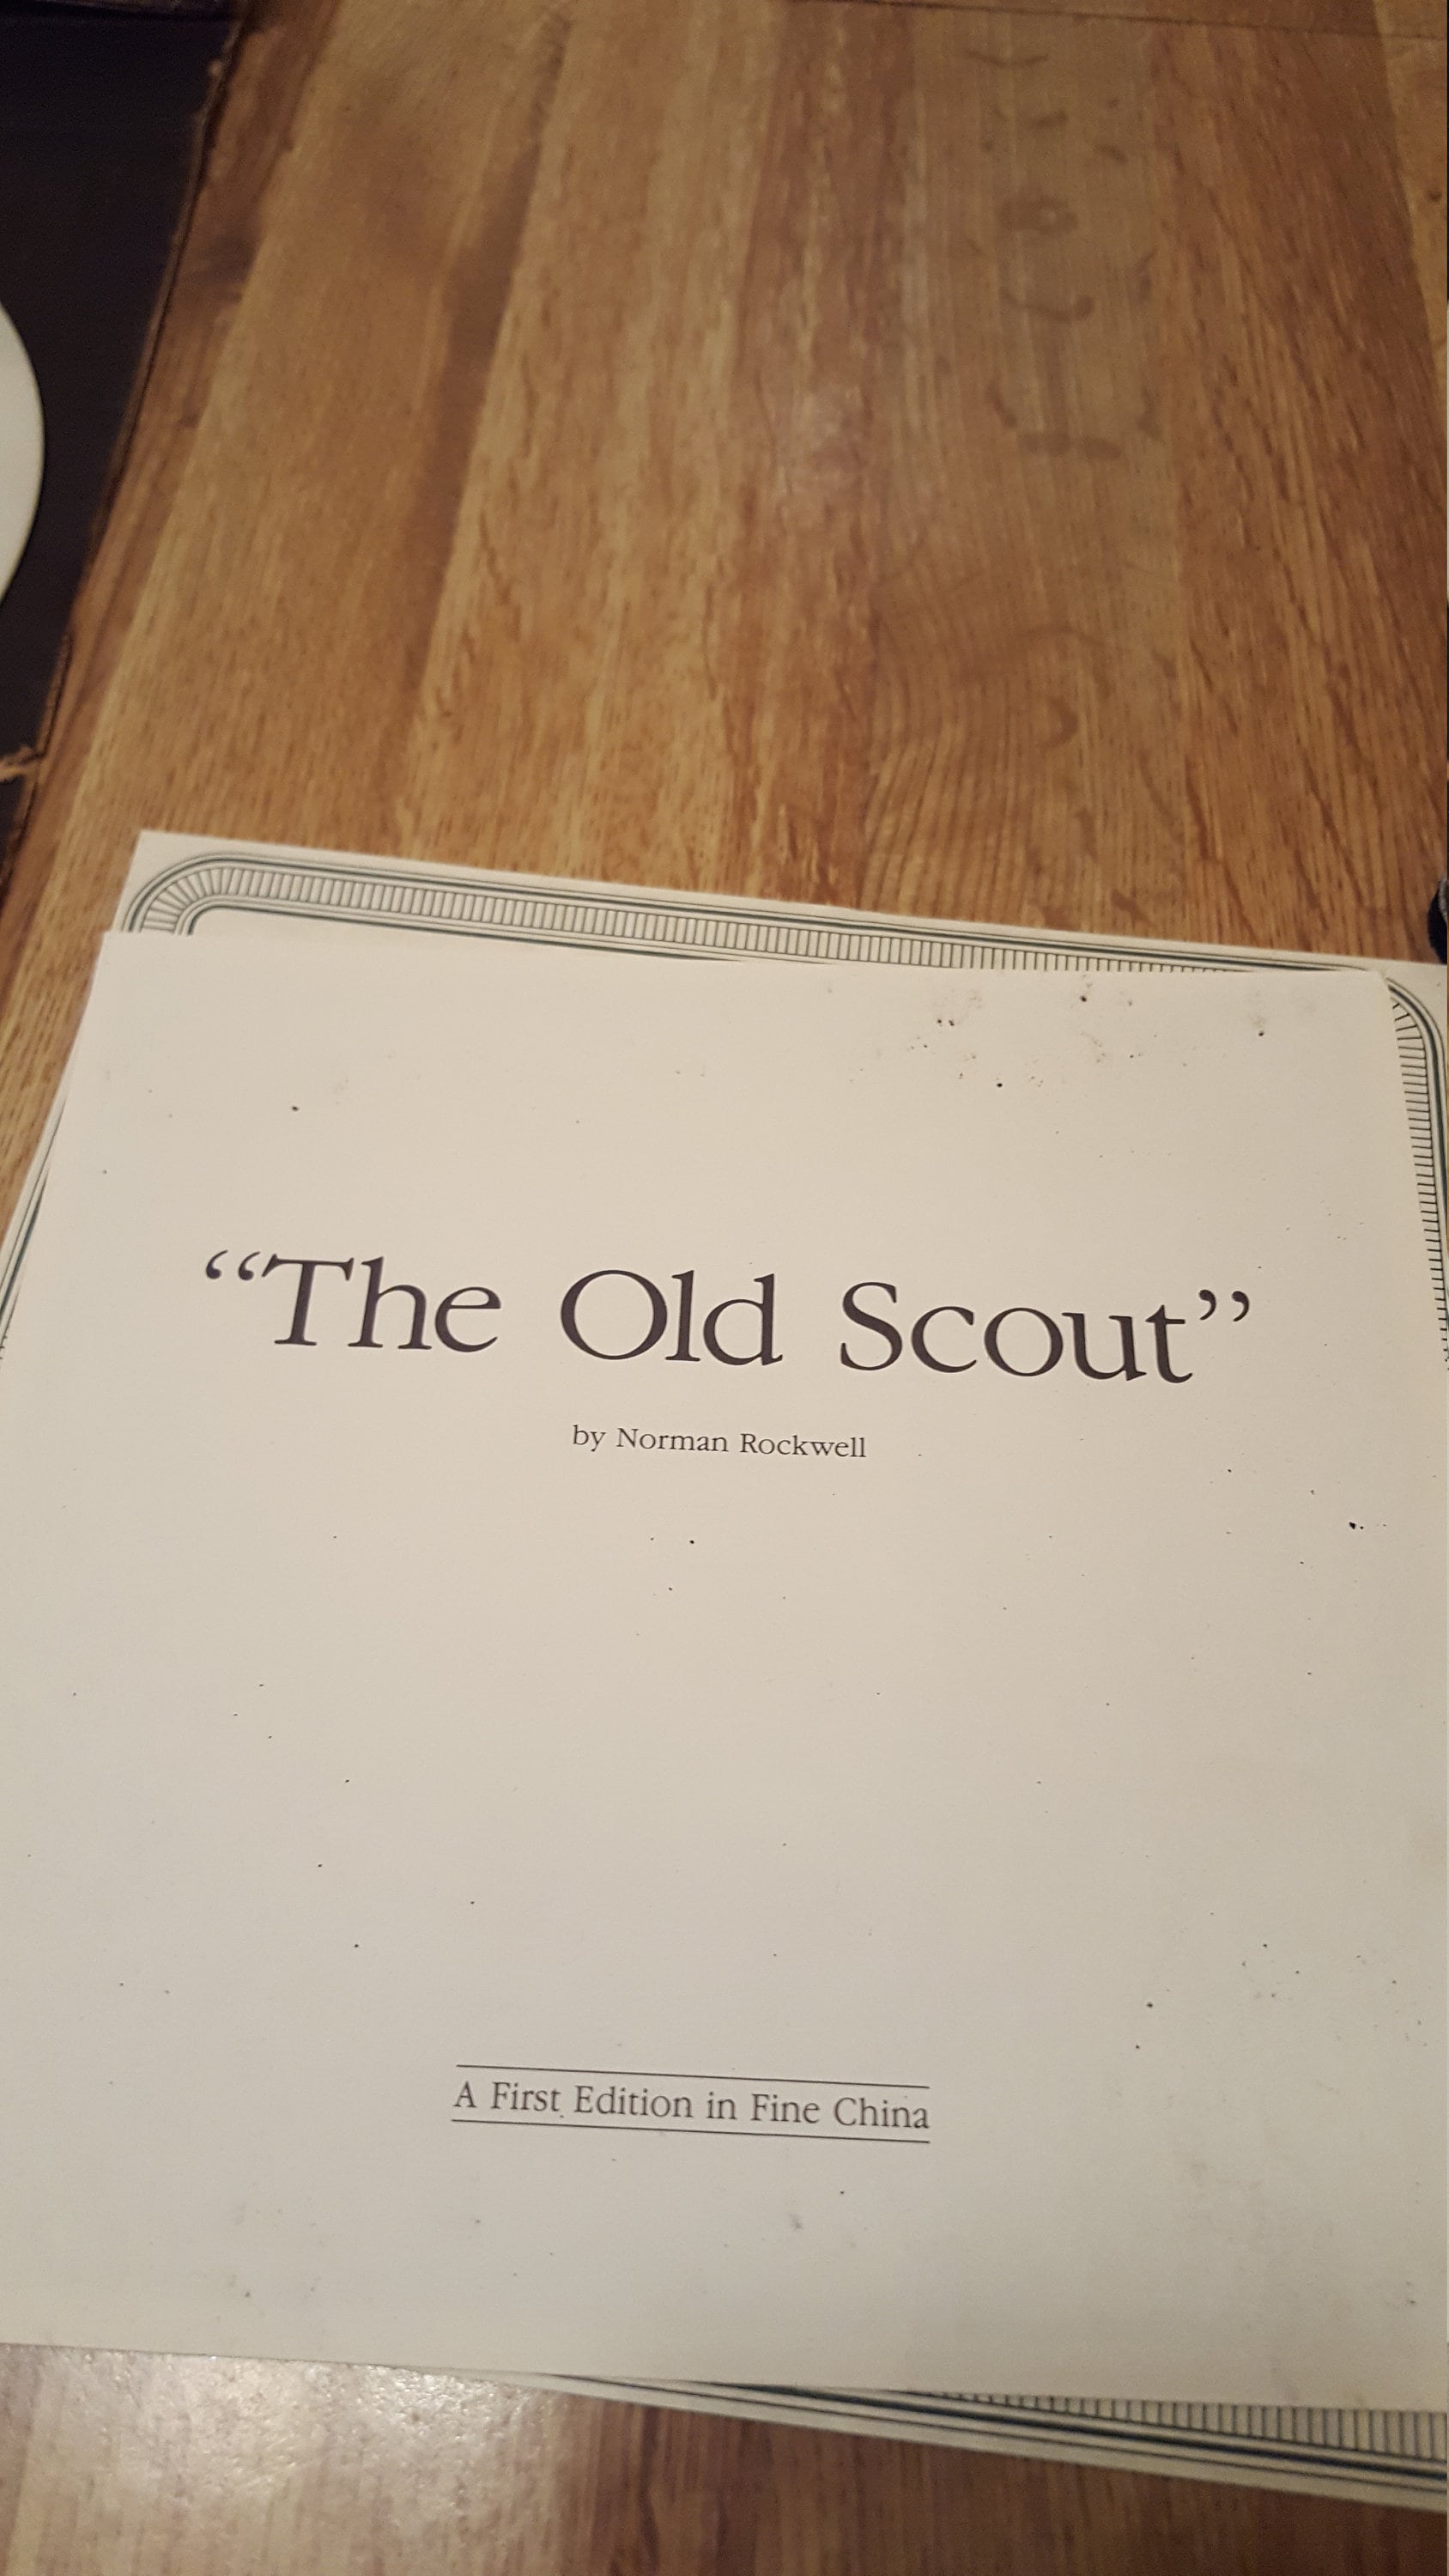 “The Old Scout”
by Norman Rockwell
A First Edition in Fine China